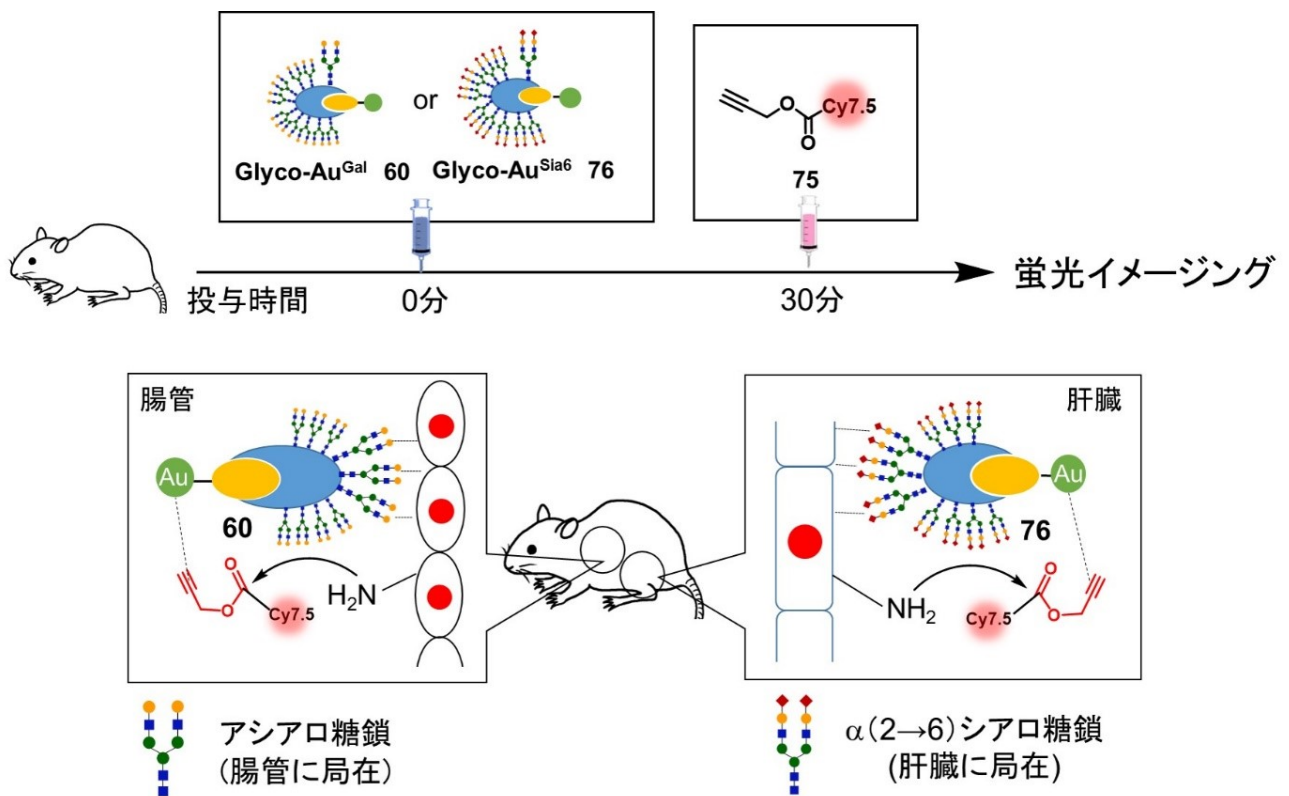 or
Glyco-AuGal 60
Glyco-AuSia6 76
O
Cy7.5
O
75
投与時間
0分
30分
蛍光イメージング
腸管
Au
60
O
O
Cy7.5
H2N
肝臓
Au
76
NH2
O
O
Cy7.5
アシアロ糖鎖
(腸管に局在)
α(2→6)シアロ糖鎖
(肝臓に局在)